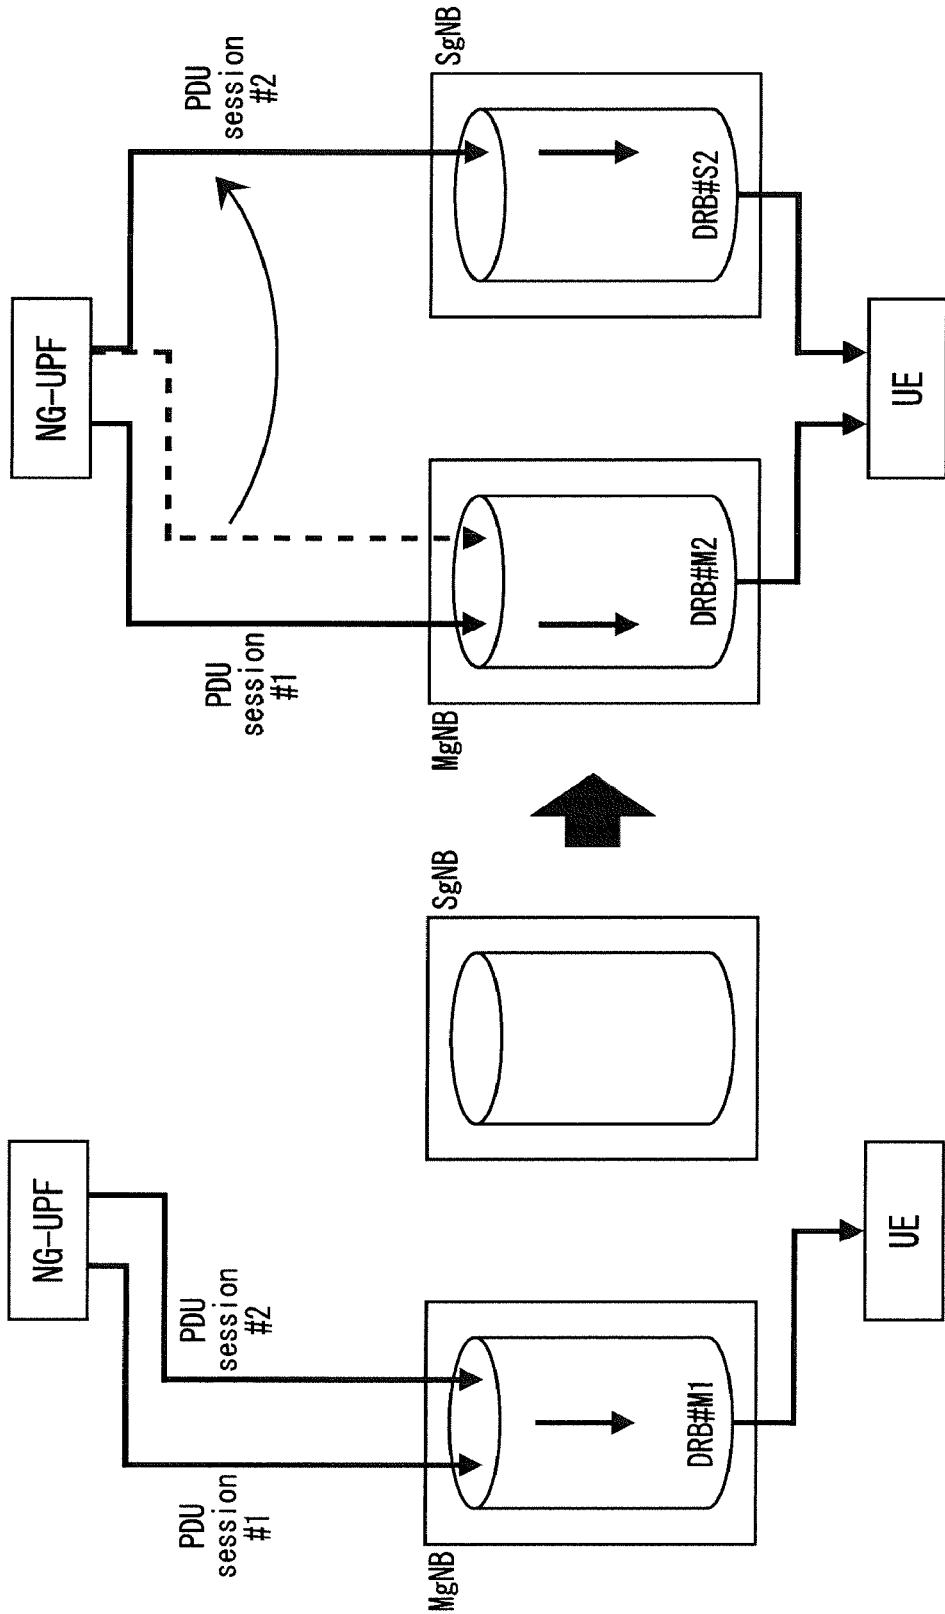 NG-UPF
PDU
session
#1
PDU
session
#2
MgNB
DRB#M1
SgNB
UE
NG-UPF
PDU
session
#1
PDU
session
#2
MgNB
DRB#M2
SgNB
DRB#S2
UE